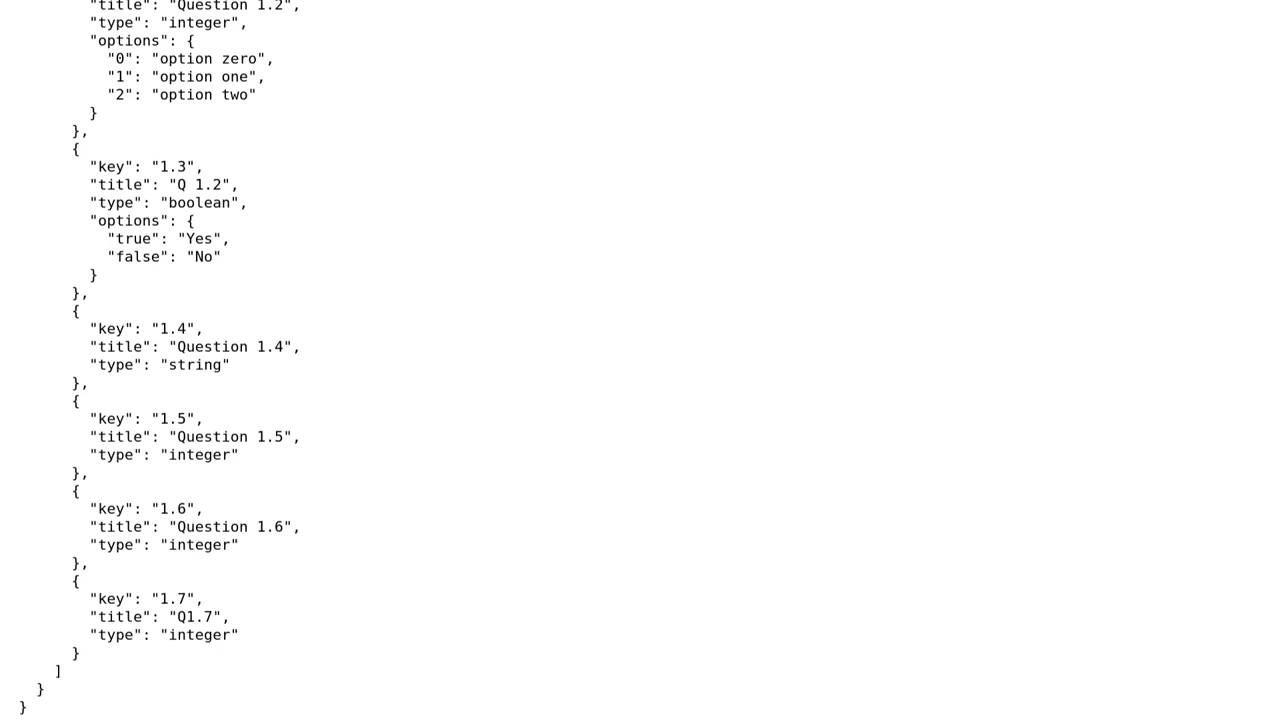 "title": "Question 1.2",
"type": "integer",
"options": {
"0": "option zero",
"1": "option one",
"2": "option two"
}
},
{
"key": "1.3",
"title": "Q 1.2",
"type": "boolean",
"options": {
"true": "Yes",
"false": "No"
}
},
{
"key": "1.4",
"title": "Question 1.4",
"type": "string"
},
{
"key": "1.5",
"title": "Question 1.5",
"type": "integer"
},
{
"key": "1.6",
"title": "Question 1.6",
"type": "integer"
},
{
"key": "1.7",
"title": "Q1.7",
"type": "integer"
}
]
}
}